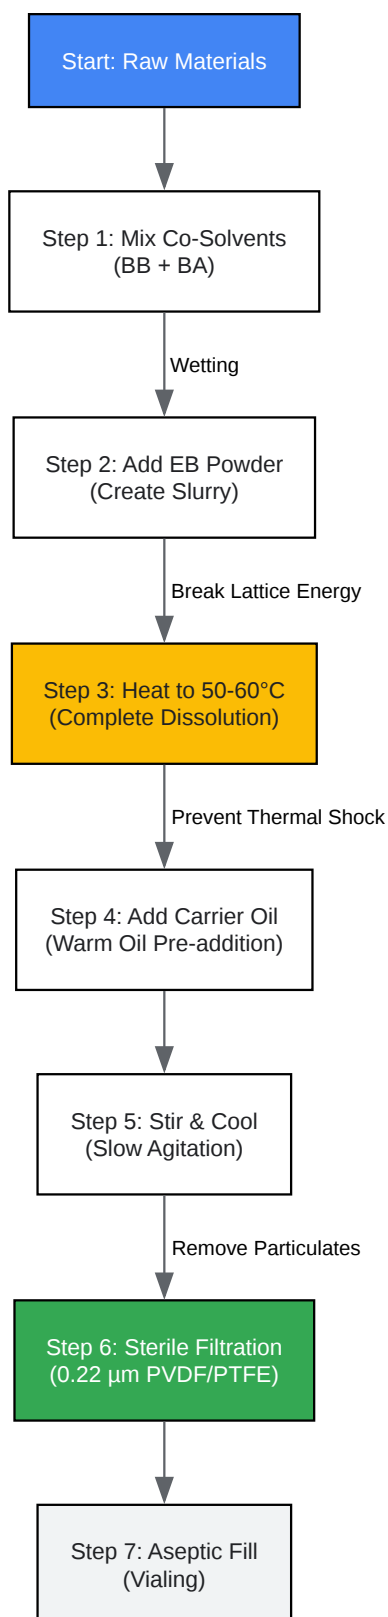 Start: Raw Materials
Step 1: Mix Co-Solvents
(BB + BA)
Wetting
Step 2: Add EB Powder
(Create Slurry)
Break Lattice Energy
Step 3: Heat to 50-60°C
(Complete Dissolution)
Prevent Thermal Shock
Step 4: Add Carrier Oil
(Warm Oil Pre-addition)
Step 5: Stir & Cool
(Slow Agitation)
Remove Particulates
Step 6: Sterile Filtration
(0.22 µm PVDF/PTFE)
Step 7: Aseptic Fill
(Vialing)